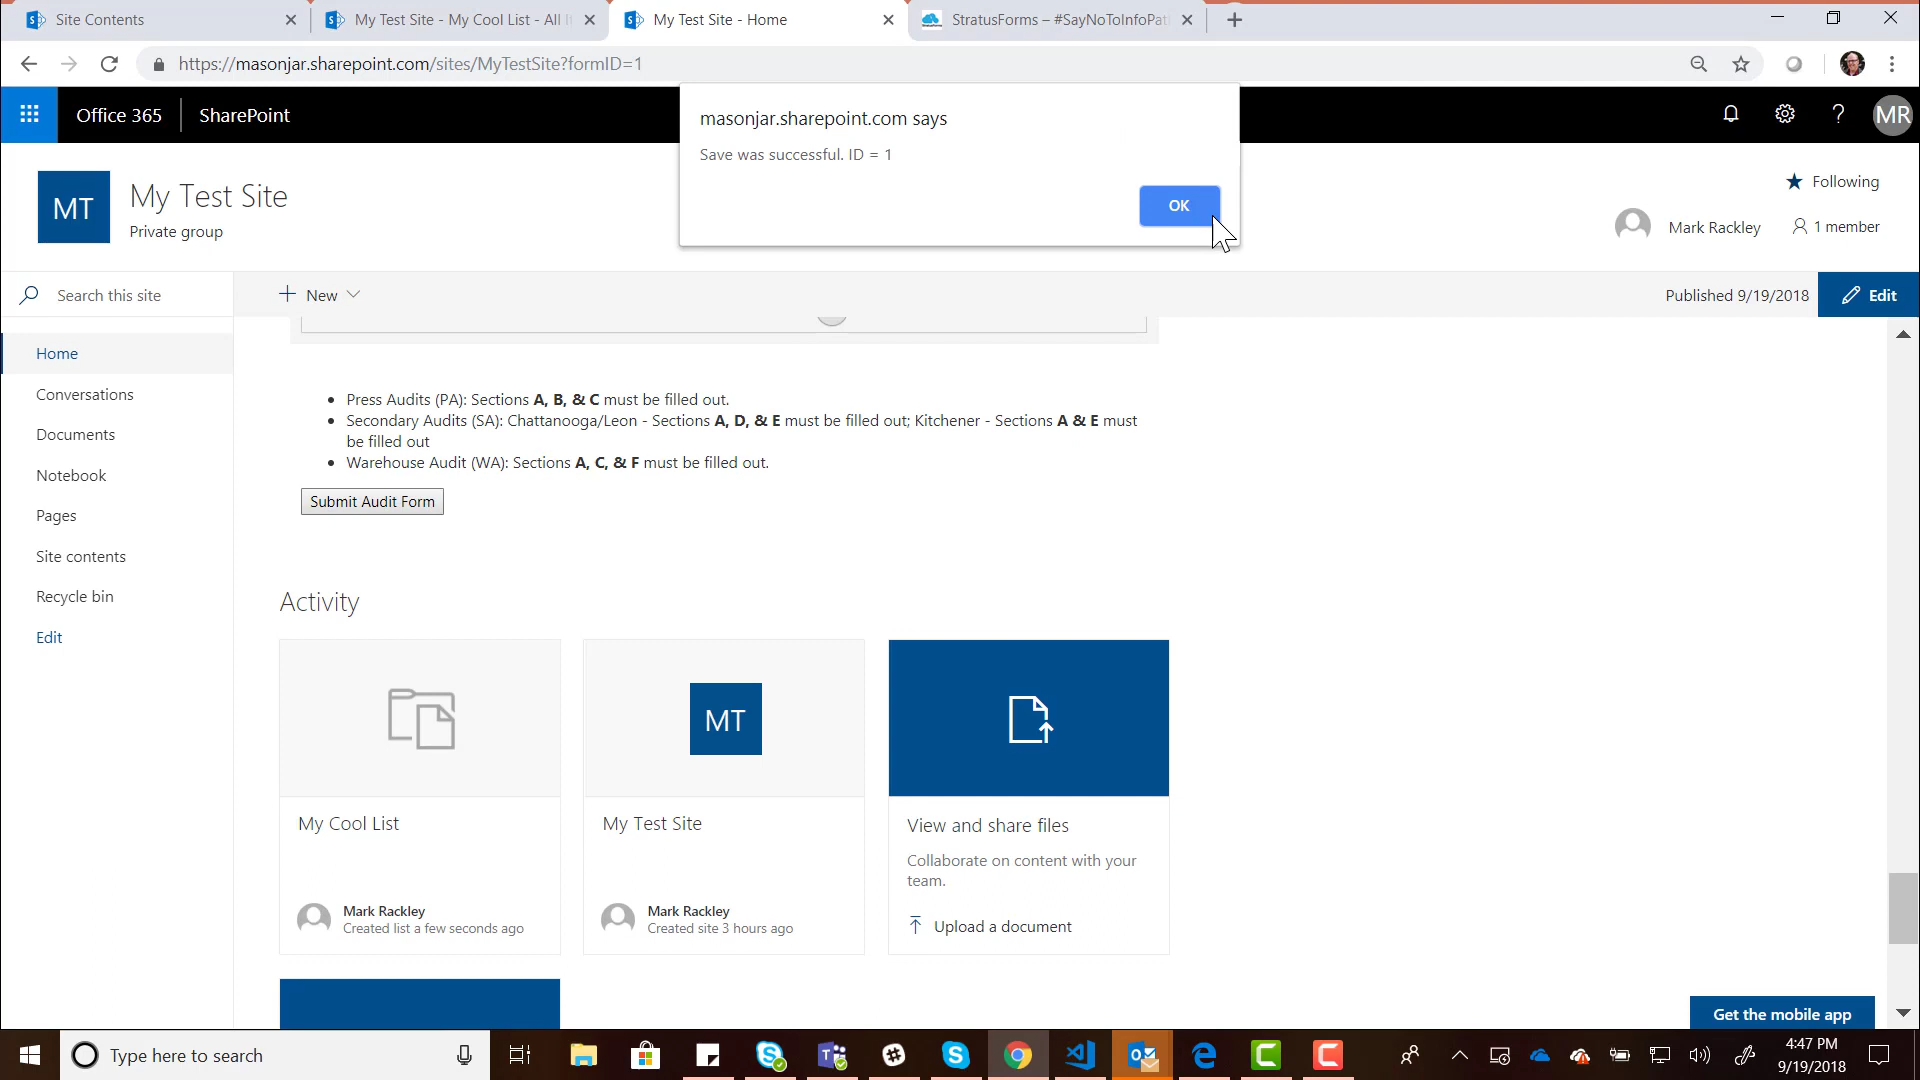 Site Contents
My Test Site - My Cool List - All I
My Test Site - Home
StratusForms – #SayNoToInfoPat
https://masonjar.sharepoint.com/sites/MyTestSite?formID=1
Office 365
SharePoint
masonjar.sharepoint.com says
Save was successful. ID = 1
OK
MR
MT
My Test Site
Private group
Following
Mark Rackley
1 member
Search this site
New
Published 9/19/2018
Edit
Home
Conversations
Documents
Notebook
Pages
Site contents
Recycle bin
Edit
Press Audits (PA): Sections A, B, & C must be filled out.
Secondary Audits (SA): Chattanooga/Leon - Sections A, D, & E must be filled out; Kitchener - Sections A & E must
be filled out
Warehouse Audit (WA): Sections A, C, & F must be filled out.
Submit Audit Form
Activity
MT
My Cool List
My Test Site
View and share files
Collaborate on content with your
team.
Mark Rackley
Created list a few seconds ago
Mark Rackley
Created site 3 hours ago
Upload a document
Get the mobile app
Type here to search
4:47 PM
9/19/2018